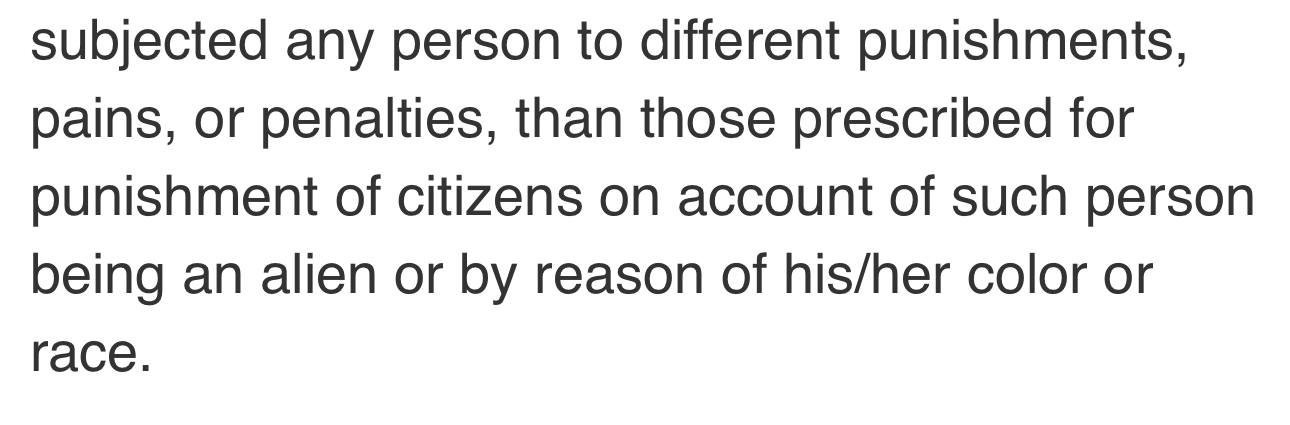 subjected any person to different punishments,
pains, or penalties, than those prescribed for
punishment of citizens on account of such person
being an alien or by reason of his/her color or
race.